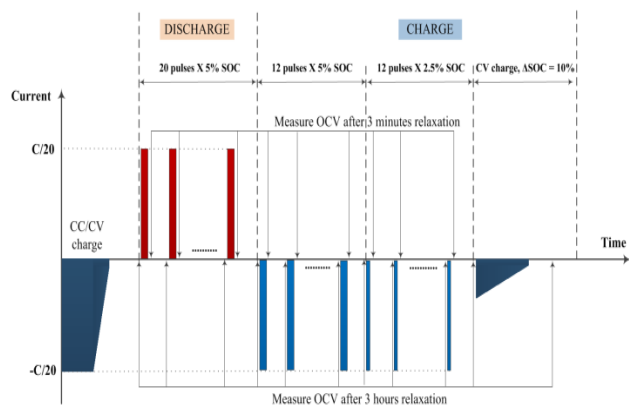 DISCHARGE
CHARGE
20 pulses X 5% SOC
12 pulses X 5% SOC
12 pulses X 2.5% SOC
CV charge, ΔSOC = 10%
Current
Measure OCV after 3 minutes relaxation
C/20
CC/CV
charge
..........
Time
..........
...........
-C/20
Measure OCV after 3 hours relaxation